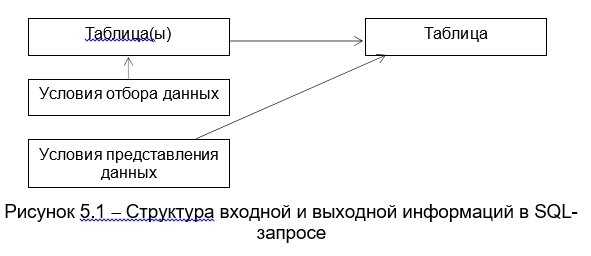 Таблица(ы)
Таблица
Условия отбора данных
Условия представления
данных
Рисунок 5.1 – Структура входной и выходной информаций в SQL-
запросе